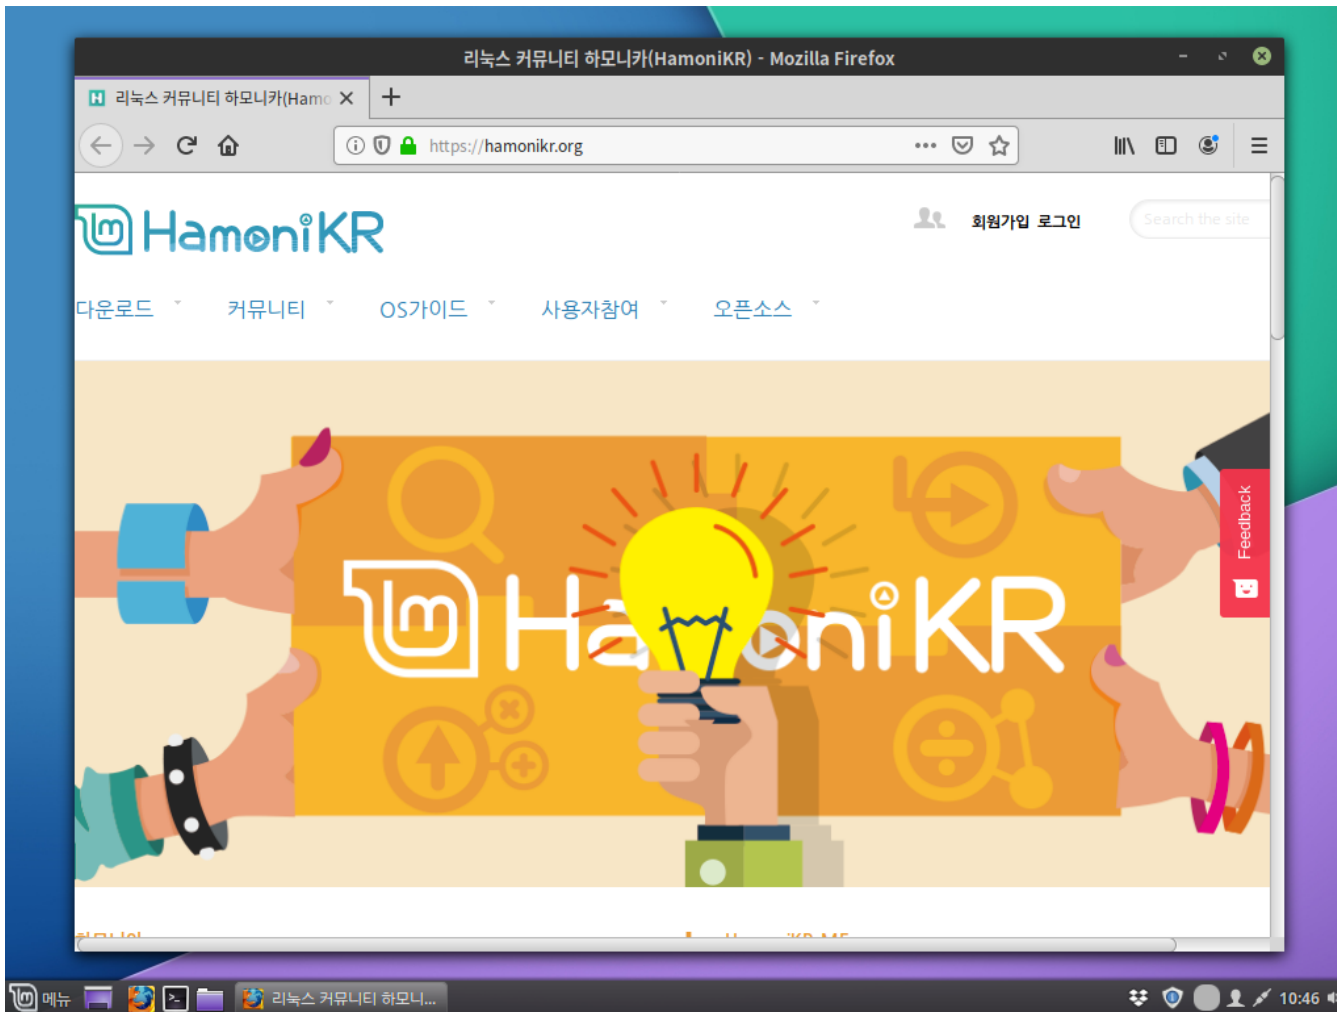 리눅스 커뮤니티 하모니카(HamoniKR) - Mozilla Firefox
리눅스 커뮤니티 하모니카(Hamo
https://hamonikr.org
HamoniKR
회원가입 로그인
Search the site
다운로드 커뮤니티 OS가이드 사용자참여 오픈소스
Feedback
HamoniKR
메뉴
리눅스 커뮤니티 하모니...
10:46